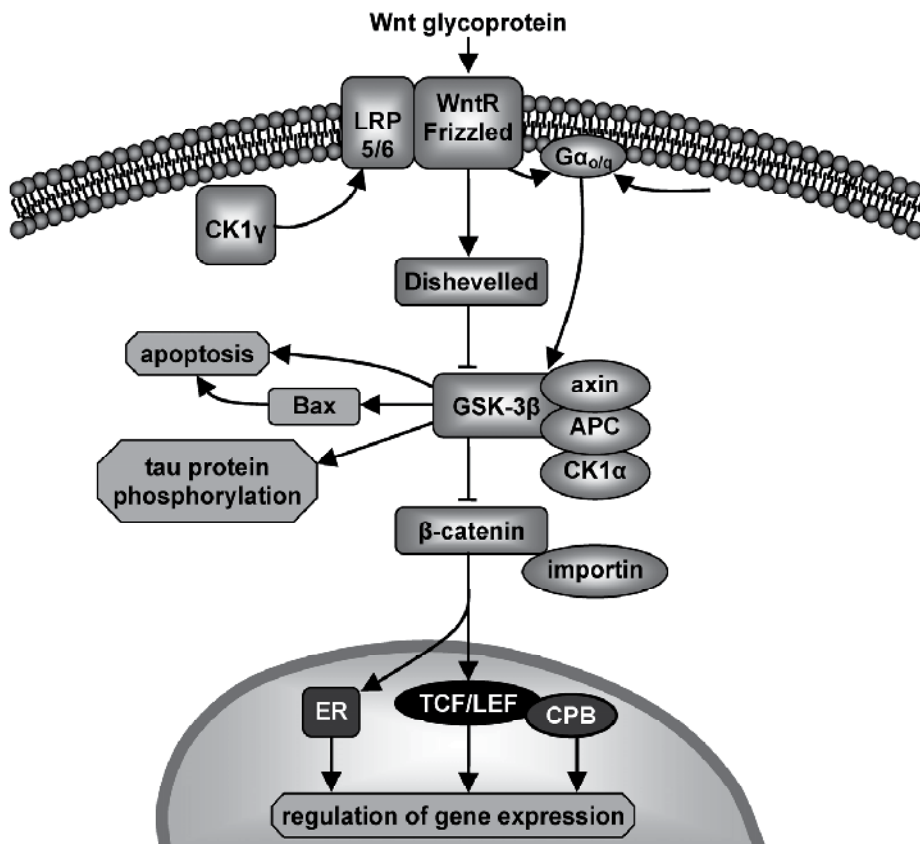 Wnt glycoprotein
LRP
5/6
WntR
Frizzled
Gαo/q
CK1γ
Dishevelled
apoptosis
Bax
GSK-3β
axin
APC
CK1α
tau protein
phosphorylation
β-catenin
importin
ER
TCF/LEF
CPB
regulation of gene expression